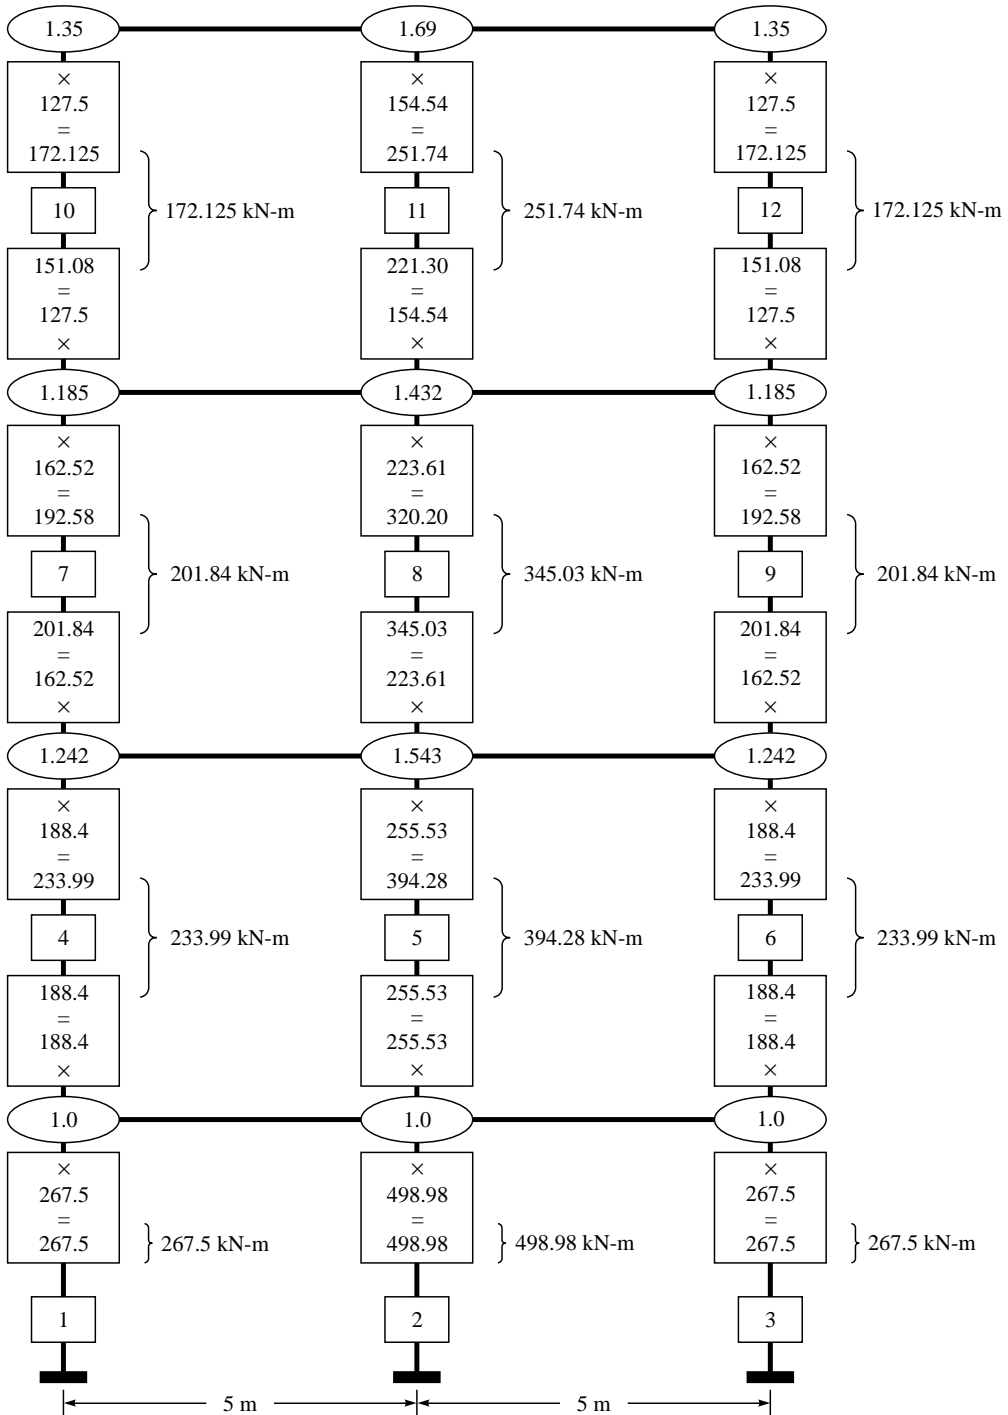 1.35 1.69 1.35
× × ×
127.5 154.54 127.5
= = =
172.125 251.74 172.125
10 172.125 kN-m 11 251.74 kN-m 12 172.125 kN-m
151.08 221.30 151.08
= = =
127.5 154.54 127.5
× × ×
1.185 1.432 1.185
× × ×
162.52 223.61 162.52
= = =
192.58 320.20 192.58
7 201.84 kN-m 8 345.03 kN-m 9 201.84 kN-m
201.84 345.03 201.84
= = =
162.52 223.61 162.52
× × ×
1.242 1.543 1.242
× × ×
188.4 255.53 188.4
= = =
233.99 394.28 233.99
4 233.99 kN-m 5 394.28 kN-m 6 233.99 kN-m
188.4 255.53 188.4
= = =
188.4 255.53 188.4
× × ×
1.0 1.0 1.0
× × ×
267.5 498.98 267.5
= = =
267.5 267.5 kN-m 498.98 498.98 kN-m 267.5 267.5 kN-m
1 2 3
5 m 5 m